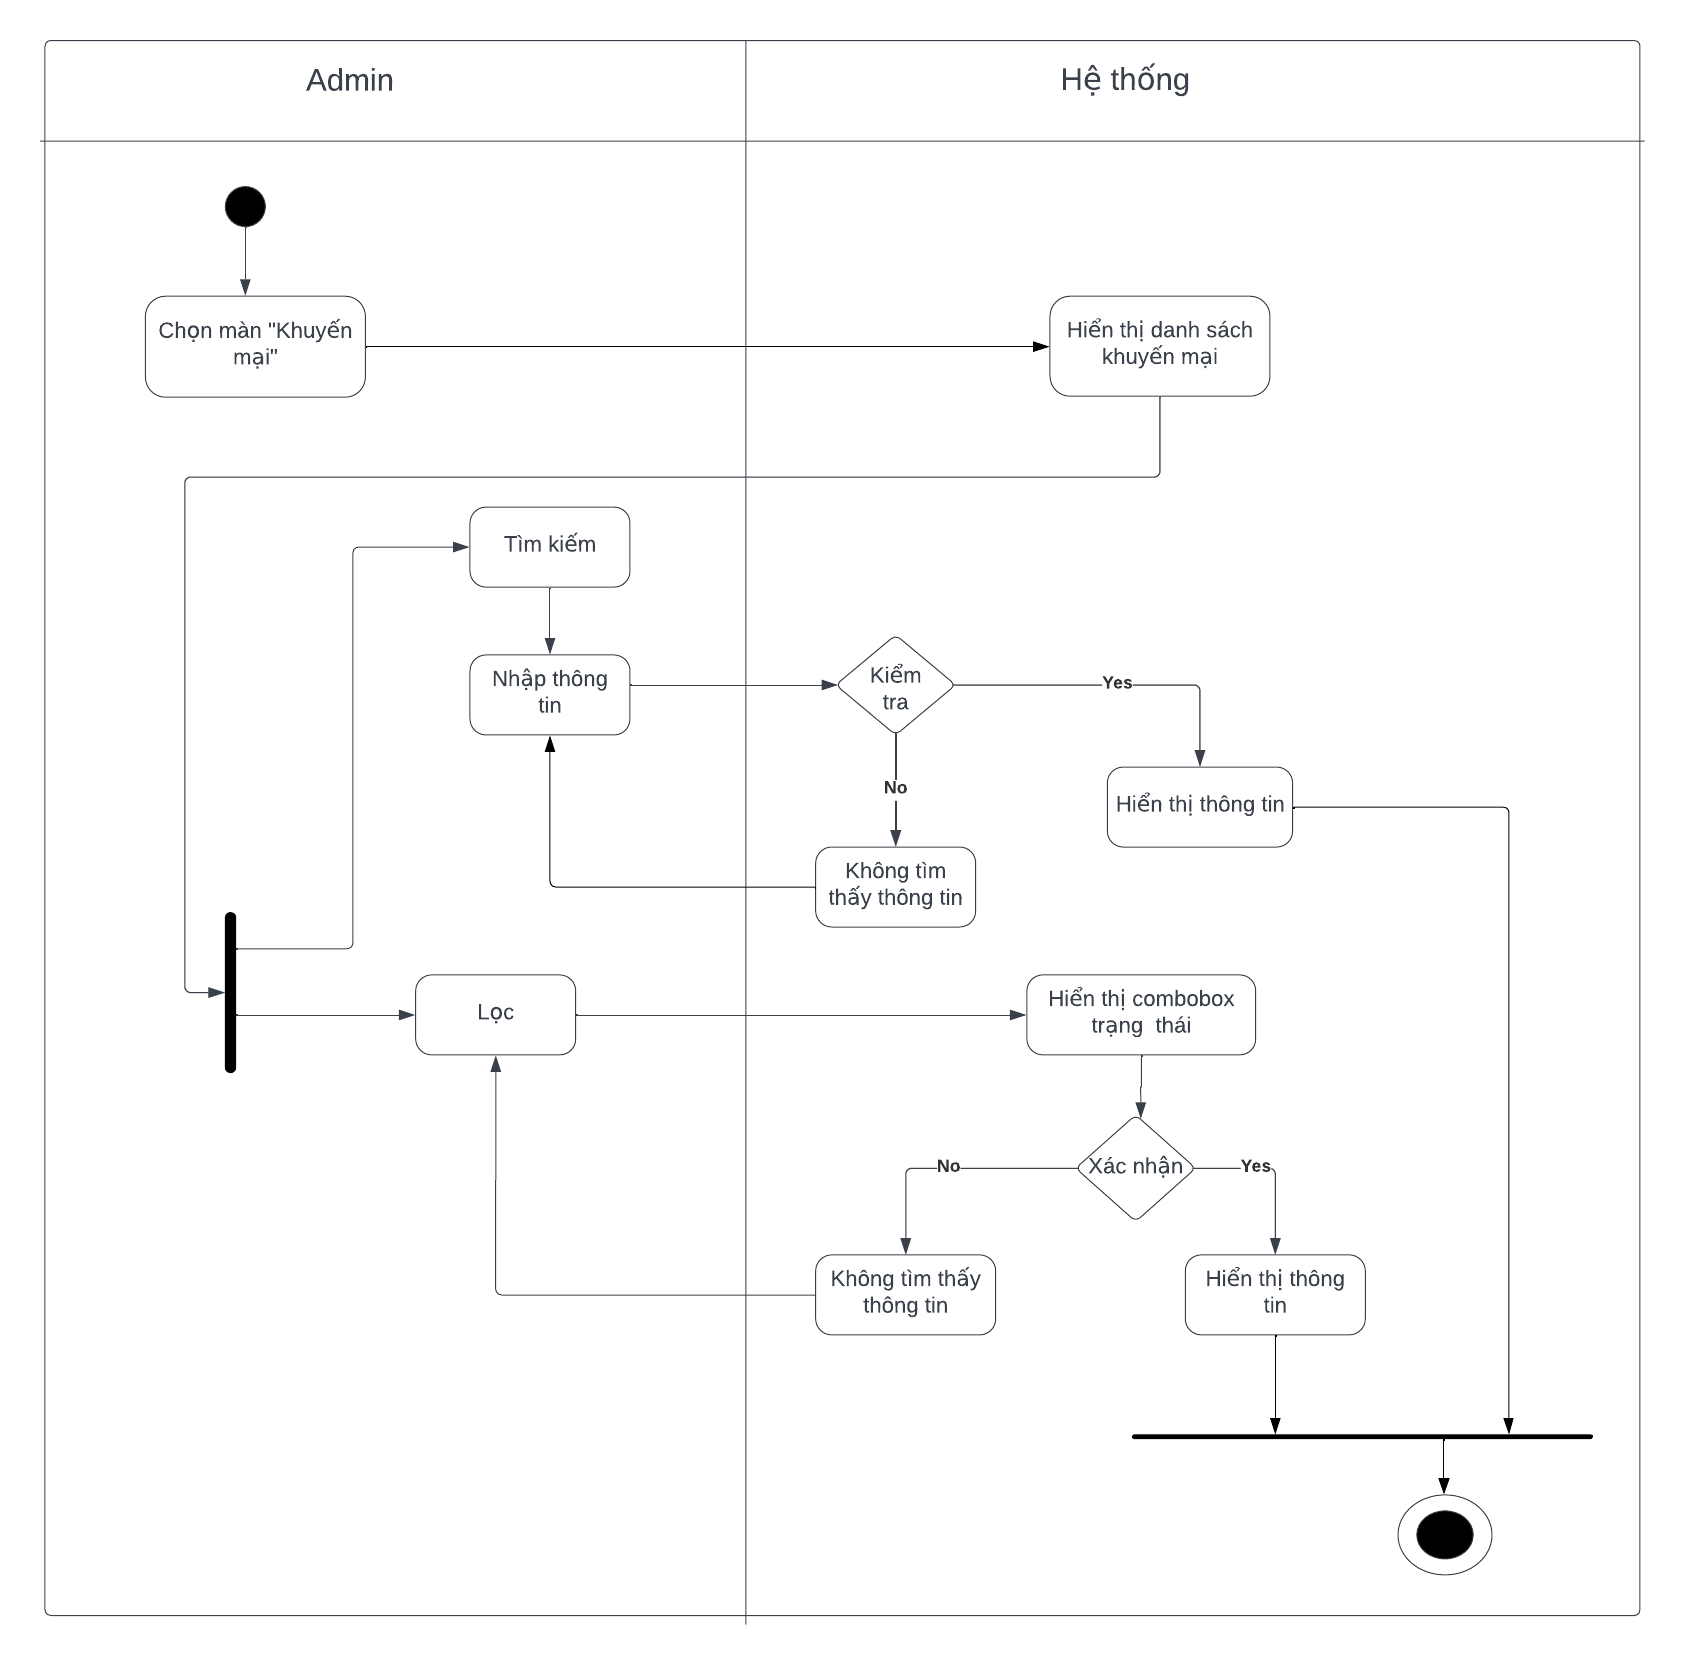 Admin
Hệ thống
Chọn màn "Khuyến
mại"
Hiển thị danh sách
khuyến mại
Tìm kiếm
Nhập thông
tin
Kiểm
tra
Yes
No
Hiển thị thông tin
Không tìm
thấy thông tin
Lọc
Hiển thị combobox
trạng  thái
Xác nhận
No
Yes
Không tìm thấy
thông tin
Hiển thị thông
tin